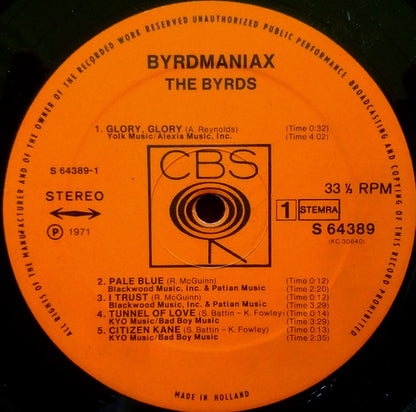 ALL RIGHTS OF THE MANUFACTURER AND OF THE OWNER OF THE RECORDED WORK RESERVED UNAUTHORIZED PUBLIC PERFORMANCE, BROADCASTING AND COPYING OF THIS RECORD PROHIBITED
BYRDMANIAX
THE BYRDS
1. GLORY, GLORY (A. Reynolds) (Time 0:32)
Yolk Music/Alexis Music, Inc. (Time 4.02)
CBS
S 64389-1
STEREO
P 1971
33 ⅓ RPM
1 STEMRA
S 64389
(KC-30640)
2. PALE BLUE (R. McGuinn) (Time 0:12)
Blackwood Music, Inc. & Patian Music (Time 2:20)
3. I TRUST (R. McGuinn) (Time 0:12)
Blackwood Music, Inc. & Patian Music (Time 3.29)
4. TUNNEL OF LOVE (S. Battin – K. Fowley) (Time 0:14)
KYO Music/Bad Boy Music (Time 3:29)
5. CITIZEN KANE (S. Battin – K. Fowley) (Time 0:13)
KYO Music/Bad Boy Music (Time 2:35)
MADE IN HOLLAND